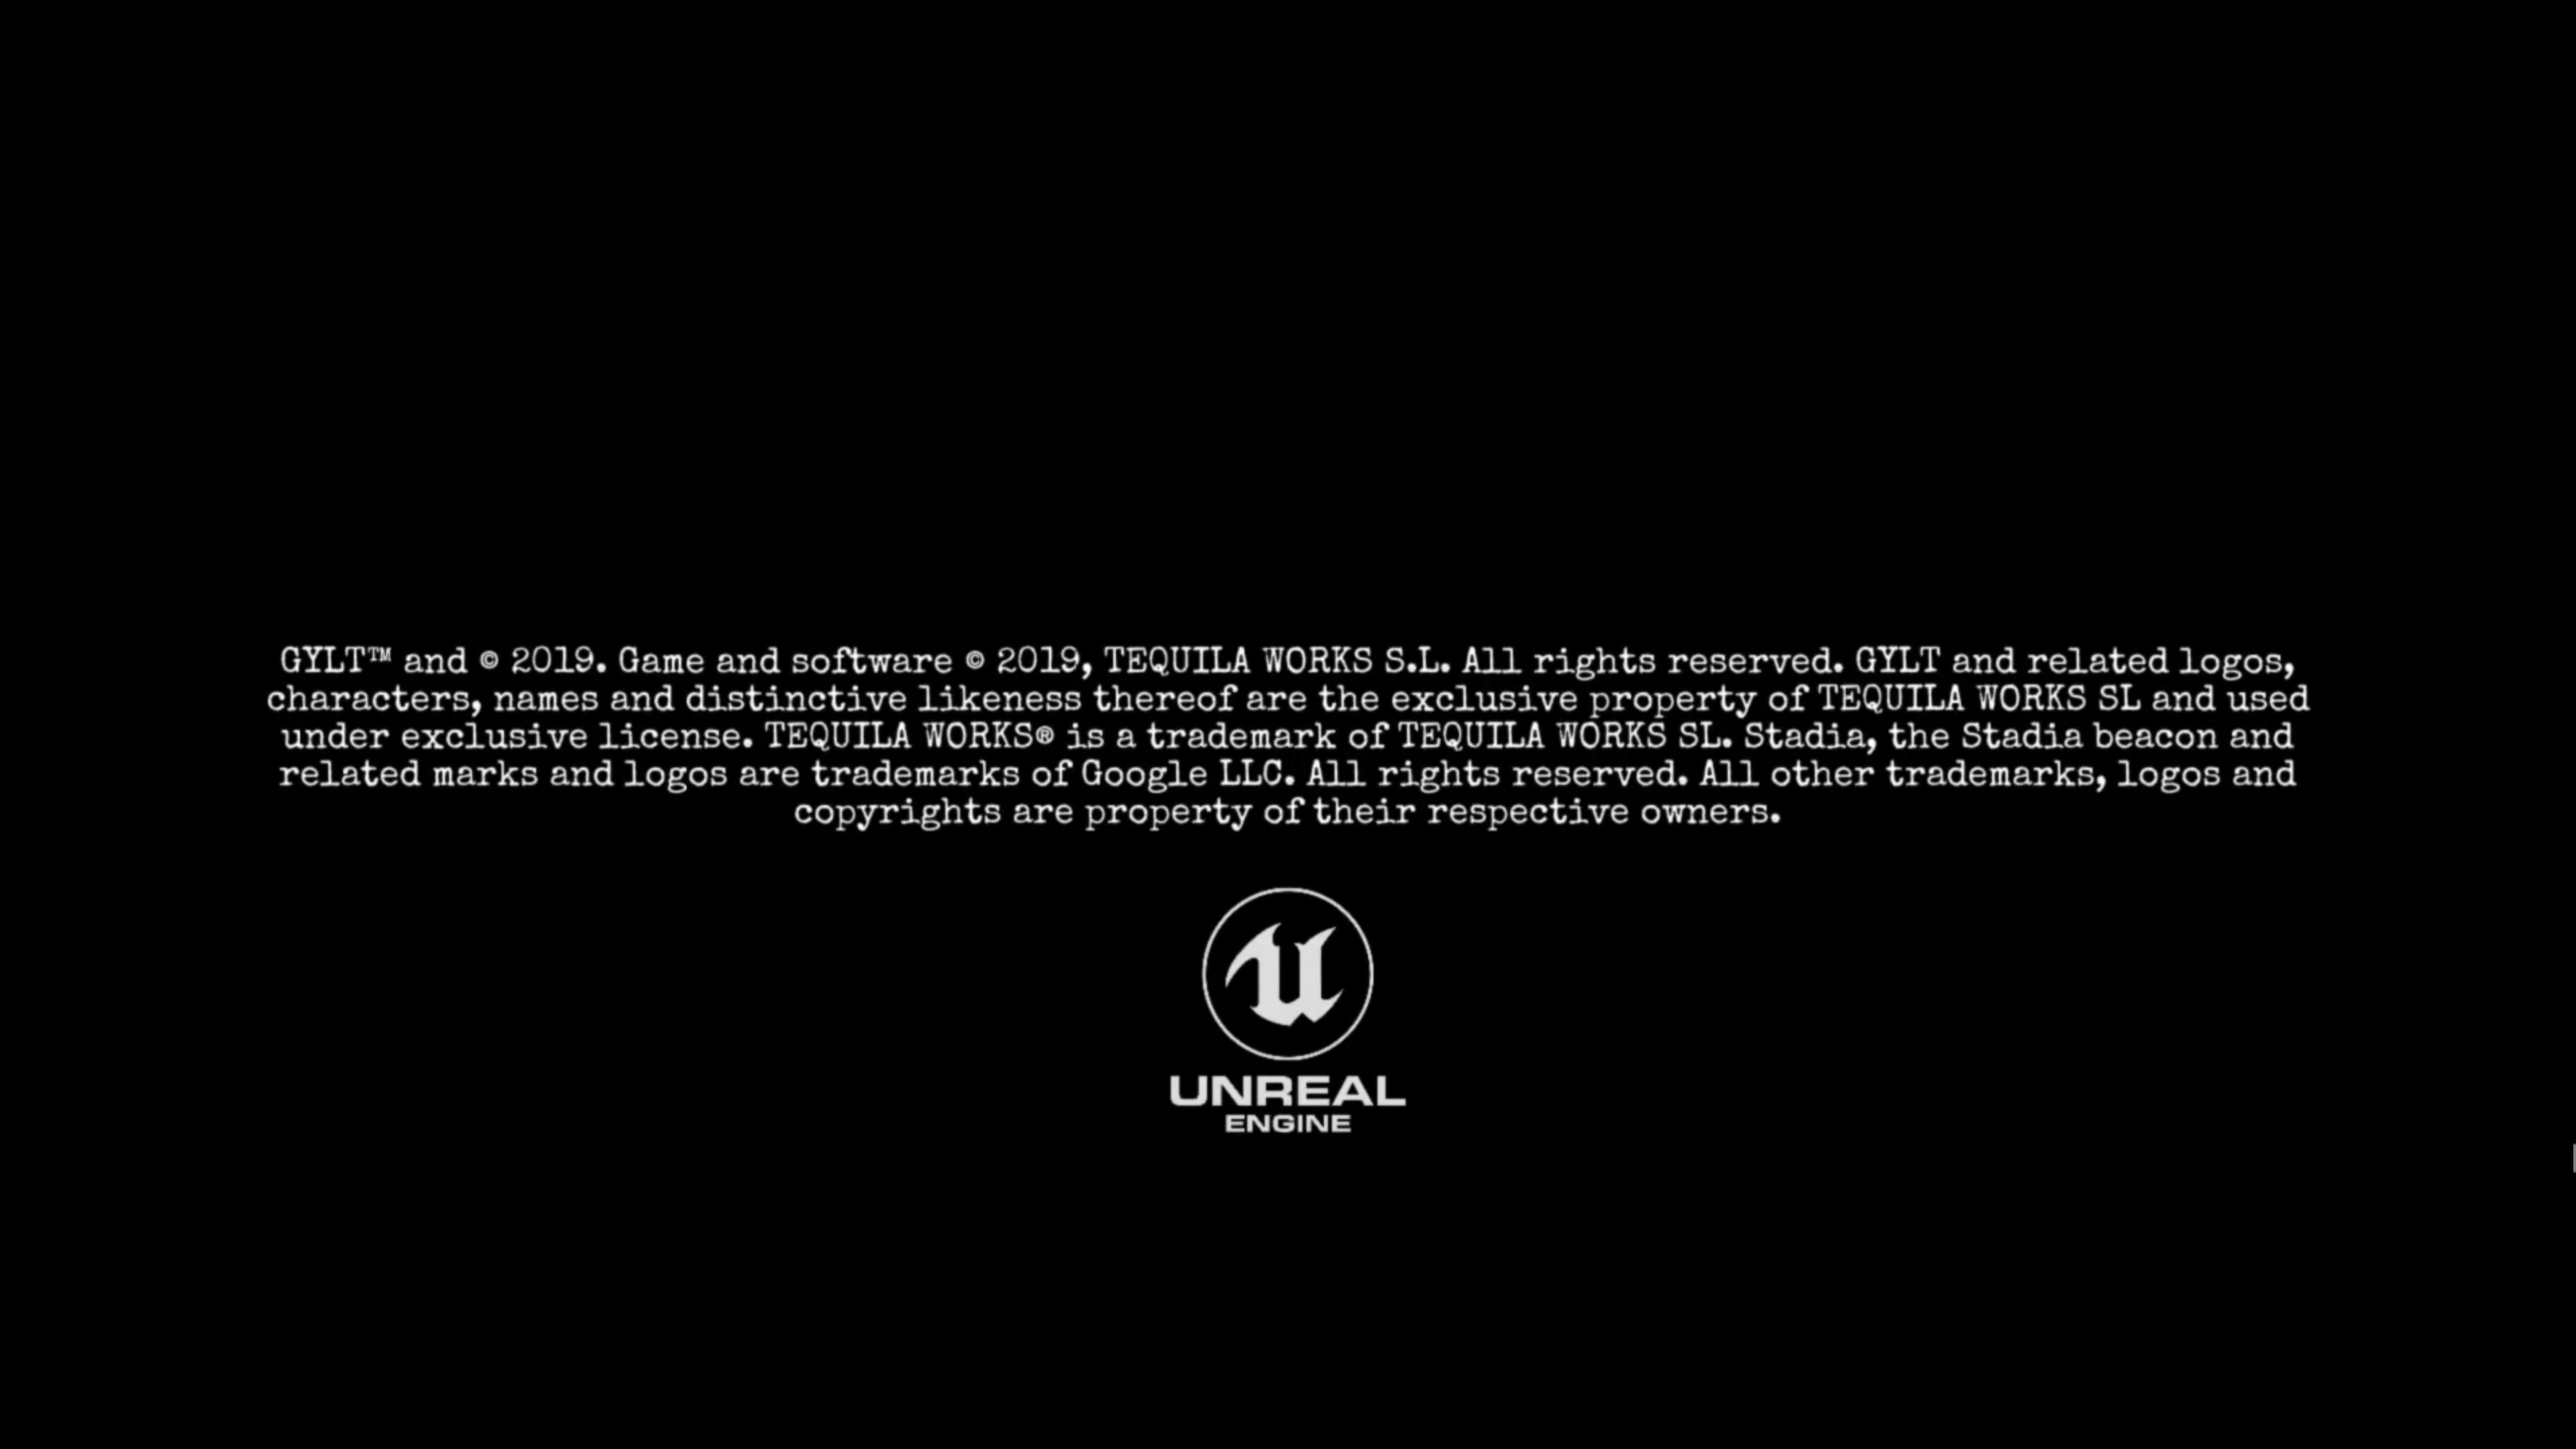 GYLT™ and © 2019. Game and software © 2019, TEQUILA WORKS S.L. All rights reserved. GYLT and related logos,
characters, names and distinctive likeness thereof are the exclusive property of TEQUILA WORKS SL and used
under exclusive license. TEQUILA WORKS® is a trademark of TEQUILA WORKS SL. Stadia, the Stadia beacon and
related marks and logos are trademarks of Google LLC. All rights reserved. All other trademarks, logos and
copyrights are property of their respective owners.
UNREAL
ENGINE